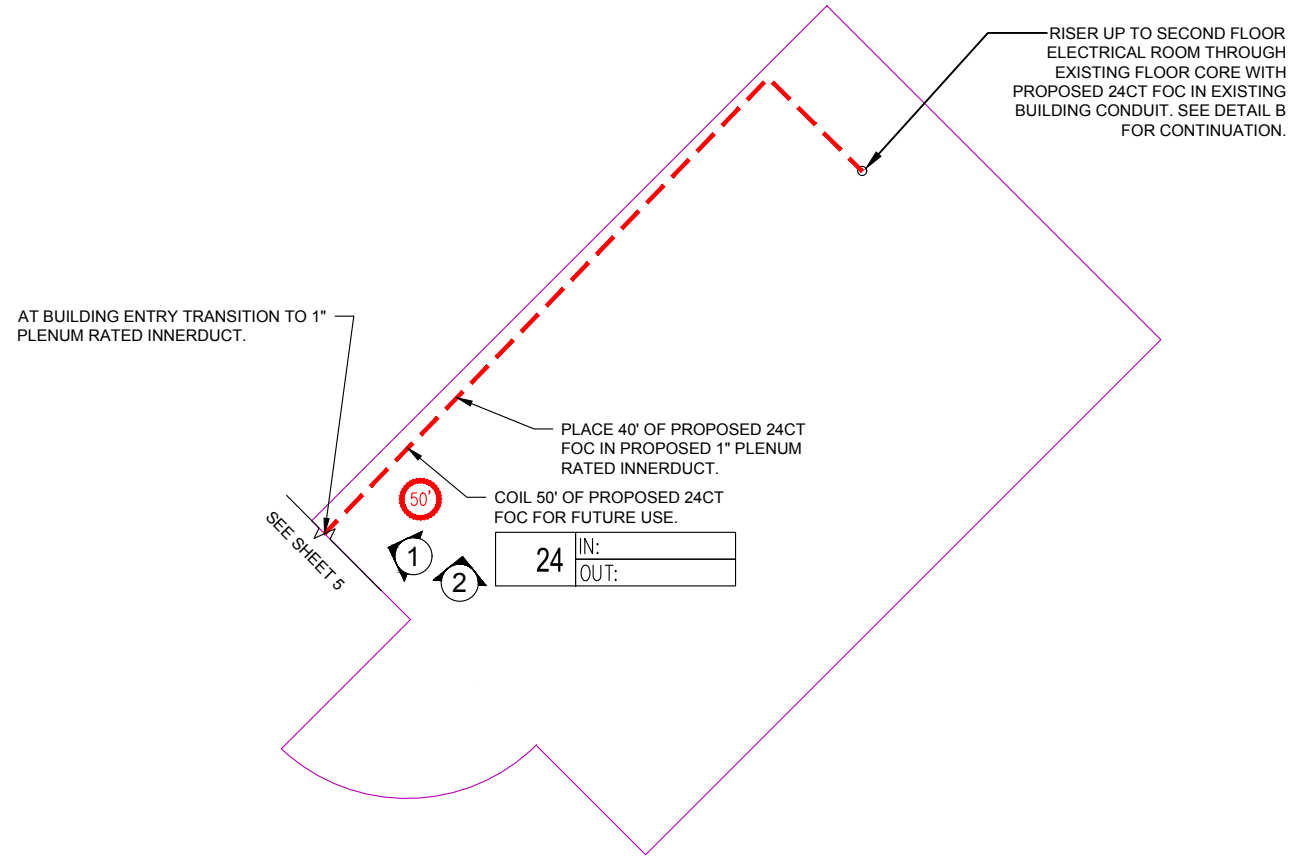 RISER UP TO SECOND FLOOR
ELECTRICAL ROOM THROUGH
EXISTING FLOOR CORE WITH
PROPOSED 24CT FOC IN EXISTING
BUILDING CONDUIT. SEE DETAIL B
FOR CONTINUATION.
AT BUILDING ENTRY TRANSITION TO 1"
PLENUM RATED INNERDUCT.
PLACE 40' OF PROPOSED 24CT
FOC IN PROPOSED 1" PLENUM
RATED INNERDUCT.
COIL 50' OF PROPOSED 24CT
FOC FOR FUTURE USE.
50'
SEE SHEET 5
1
2
24
IN:
OUT: